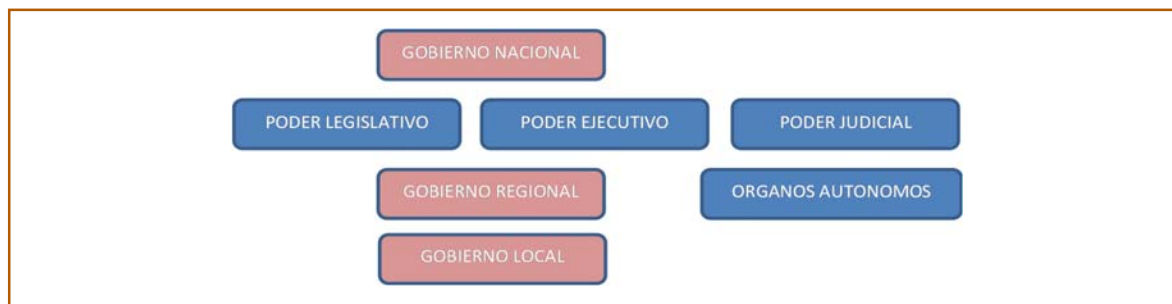 GOBIERNO NACIONAL
PODER LEGISLATIVO
PODER EJECUTIVO
PODER JUDICIAL
GOBIERNO REGIONAL
ORGANOS AUTONOMOS
GOBIERNO LOCAL